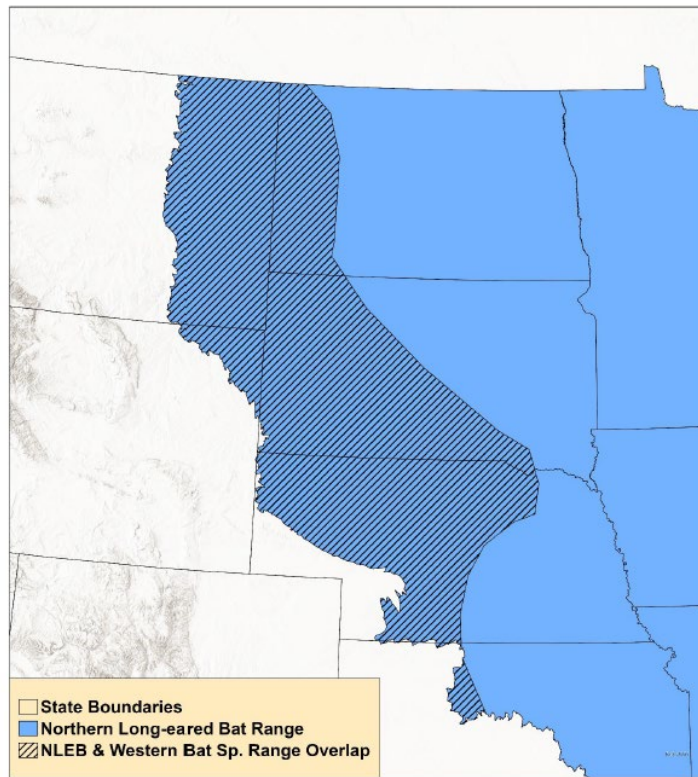 State Boundaries
Northern Long-eared Bat Range
NLEB & Western Bat Sp. Range Overlap